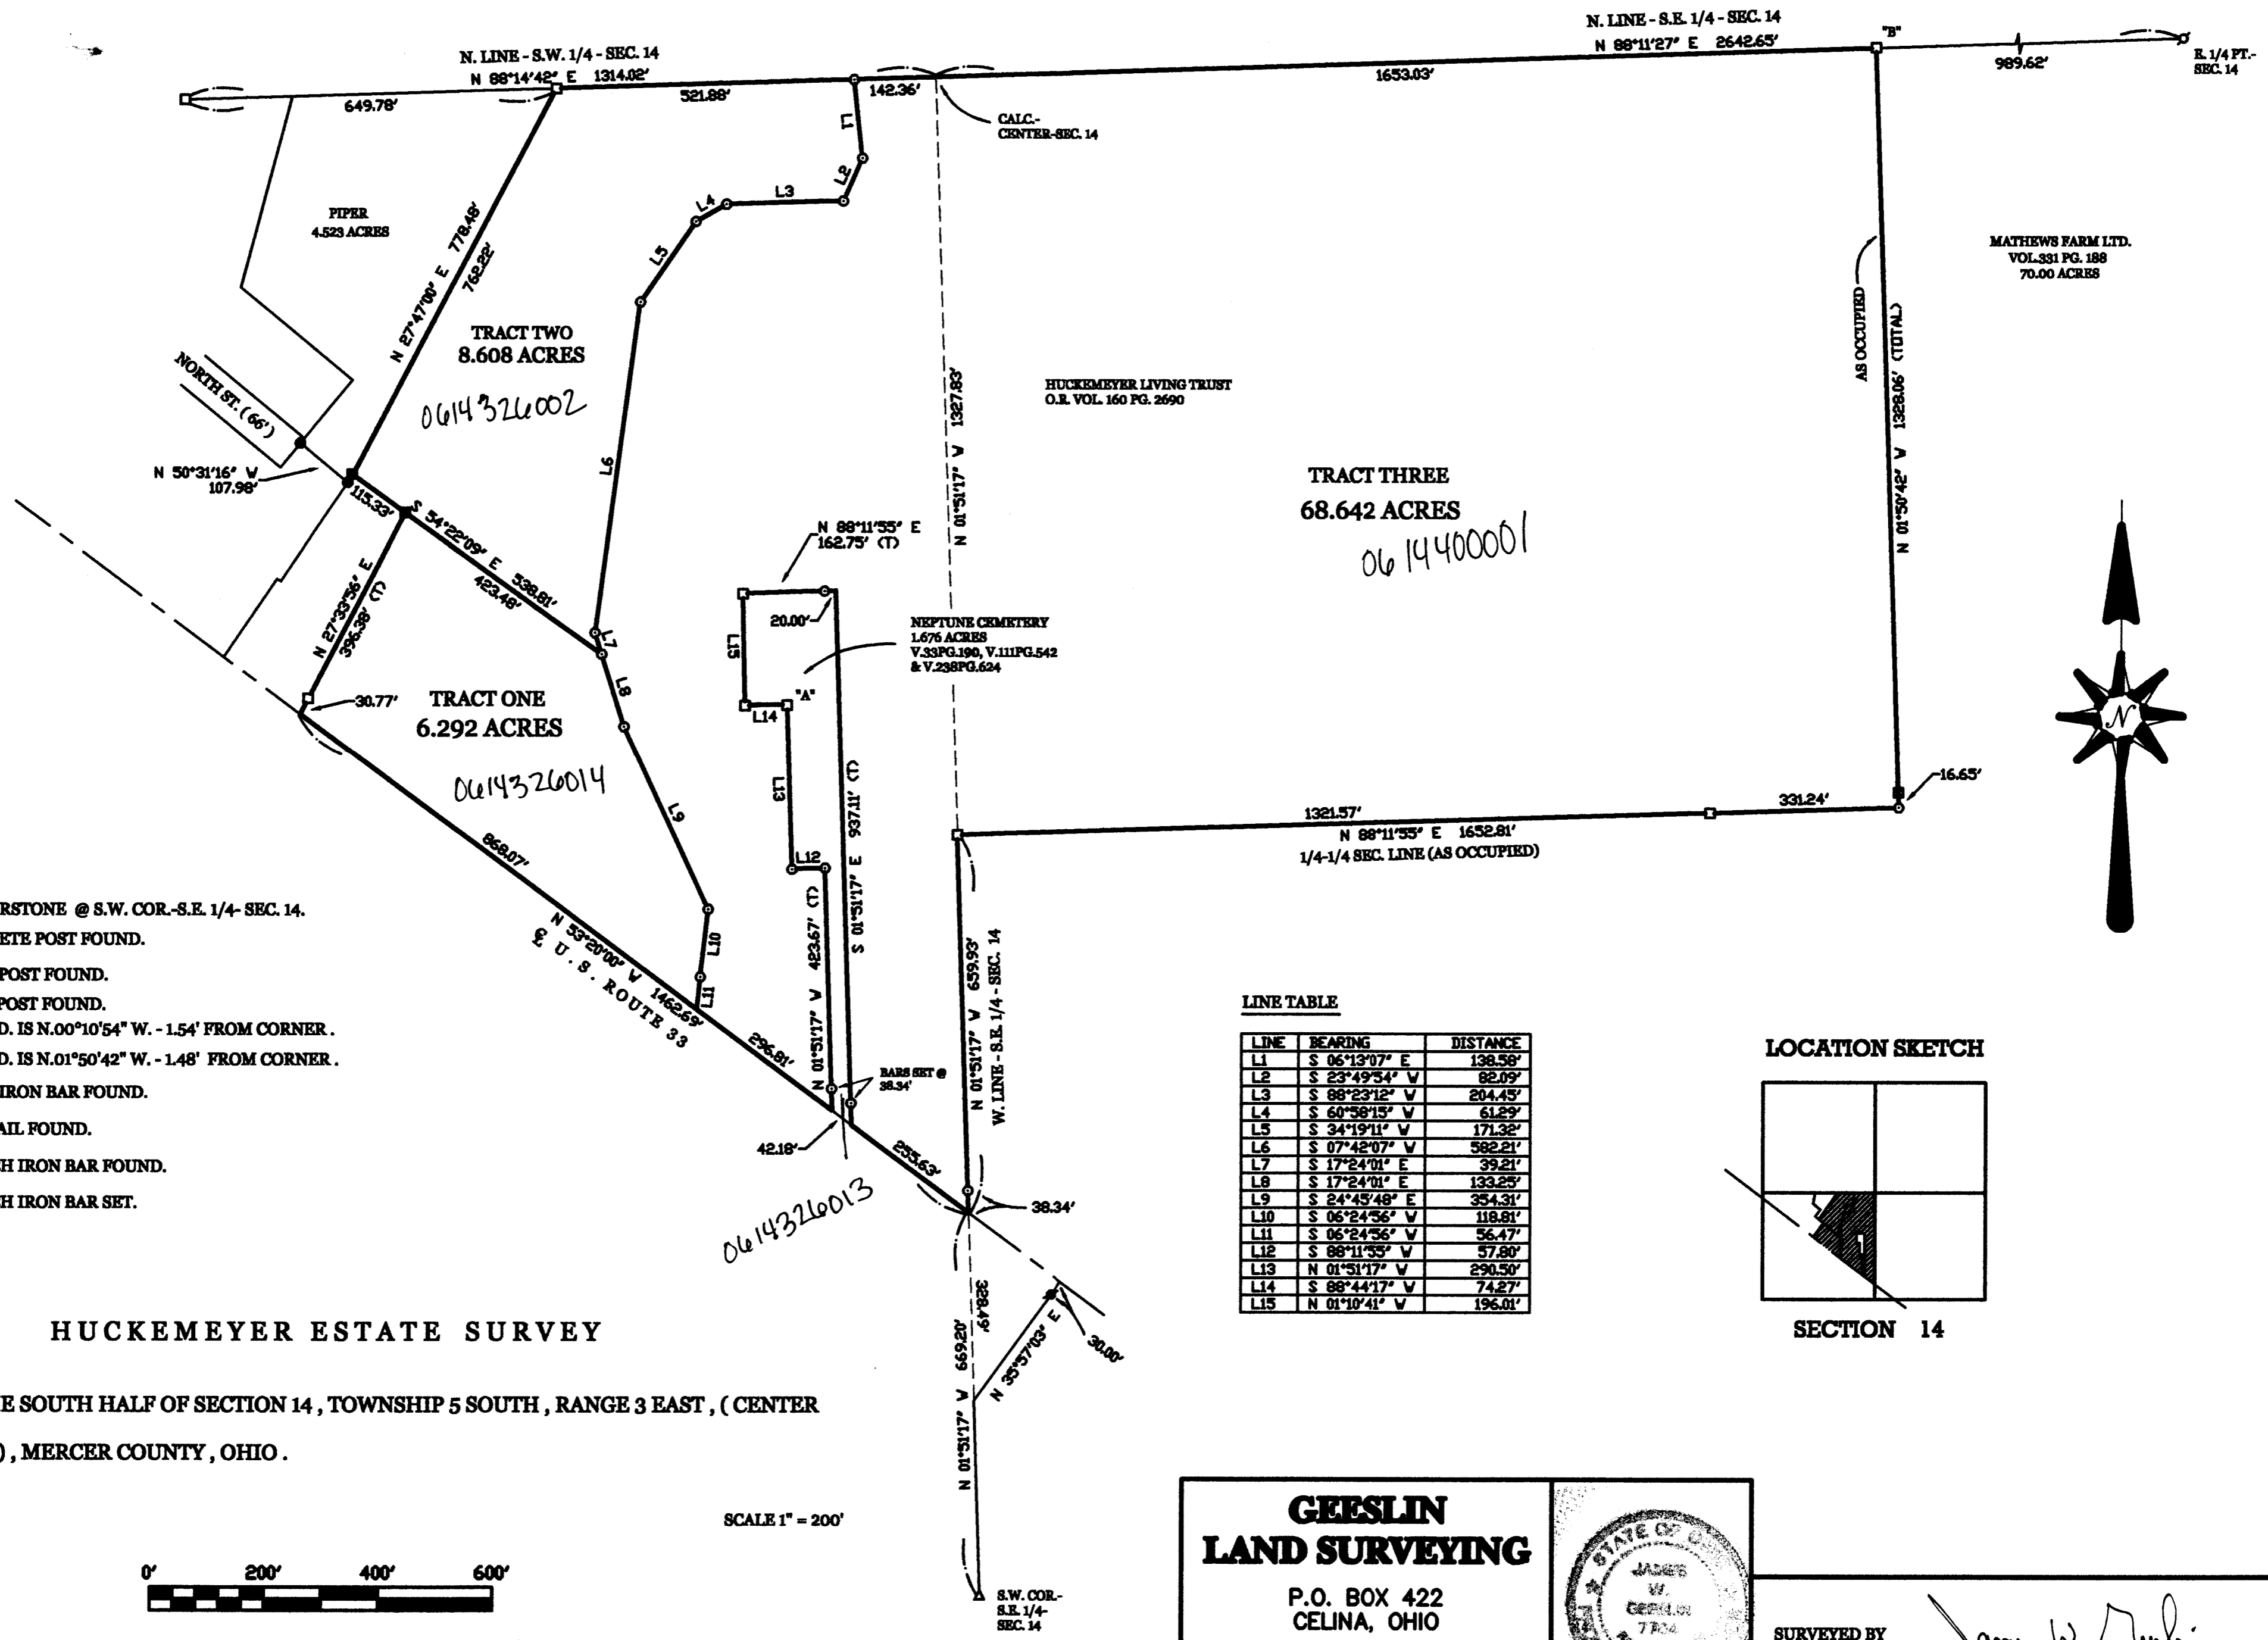 N. LINE - S.W. 1/4 - SEC. 14
N 88°14'42" E 1314.02'
649.78'
521.88'
142.36'
N. LINE - S.E. 1/4 - SEC. 14
N 88°11'27" E 2642.65'
1653.03'
"B"
989.62'
E. 1/4 PT.-
SEC. 14
CALC.-
CENTER-SEC. 14
L1
L2
L3
L4
L5
L6
L7
L8
L9
L10
L11
PIPER
4.523 ACRES
N 27°47'00" E 778.48'
762.22'
TRACT TWO
8.608 ACRES
0614326002
NORTH ST. ( 66' )
N 50°31'16" W
107.98'
115.33'
S 54°22'09" E 538.81'
423.48'
N 27°33'56" E
396.38' (T)
30.77'
TRACT ONE
6.292 ACRES
0614326014
868.07'
N 53°20'00" W 1462.69'
℄ U.S. ROUTE 33
296.81'
N 88°11'55" E
162.75' (T)
20.00'
L15
L14
"A"
L13
L12
NEPTUNE CEMETERY
1.676 ACRES
V.33PG.190, V.111PG.542
& V.238PG.624
S 01°51'17" E 937.11' (T)
N 01°51'17" W 423.67' (T)
BARS SET @
38.34'
42.18'
255.63'
38.34'
0614326013
N 01°51'17" W 1327.83'
HUCKEMEYER LIVING TRUST
O.R. VOL. 160 PG. 2690
TRACT THREE
68.642 ACRES
0614400001
AS OCCUPIED
N 01°50'42" W 1328.06' (TOTAL)
MATHEWS FARM LTD.
VOL.331 PG. 188
70.00 ACRES
16.65'
1321.57'
331.24'
N 88°11'55" E 1652.81'
1/4-1/4 SEC. LINE (AS OCCUPIED)
N 01°51'17" W 659.93'
W. LINE - S.E. 1/4 - SEC. 14
328.49'
N 01°51'17" W 669.20'
N 35°57'03" E
30.00'
S.W. COR.-
S.E. 1/4-
SEC. 14
N
RSTONE @ S.W. COR.-S.E. 1/4- SEC. 14.
ETE POST FOUND.
POST FOUND.
POST FOUND.
D. IS N.00°10'54" W. - 1.54' FROM CORNER .
D. IS N.01°50'42" W. - 1.48' FROM CORNER .
IRON BAR FOUND.
AIL FOUND.
H IRON BAR FOUND.
H IRON BAR SET.
LINE TABLE
LINE BEARING DISTANCE
L1 S 06°13'07" E 138.58'
L2 S 23°49'54" W 82.09'
L3 S 88°23'12" W 204.45'
L4 S 60°58'15" W 61.29'
L5 S 34°19'11" W 171.32'
L6 S 07°42'07" W 582.21'
L7 S 17°24'01" E 39.21'
L8 S 17°24'01" E 133.25'
L9 S 24°45'48" E 354.31'
L10 S 06°24'56" W 118.81'
L11 S 06°24'56" W 56.47'
L12 S 88°11'55" W 57.80'
L13 N 01°51'17" W 290.50'
L14 S 88°44'17" W 74.27'
L15 N 01°10'41" W 196.01'
LOCATION SKETCH
SECTION 14
HUCKEMEYER ESTATE SURVEY
E SOUTH HALF OF SECTION 14 , TOWNSHIP 5 SOUTH , RANGE 3 EAST , ( CENTER
) , MERCER COUNTY , OHIO .
SCALE 1" = 200'
0' 200' 400' 600'
GEESLIN
LAND SURVEYING
P.O. BOX 422
CELINA, OHIO
STATE OF
JAMES
W.
GEESLIN
SURVEYED BY